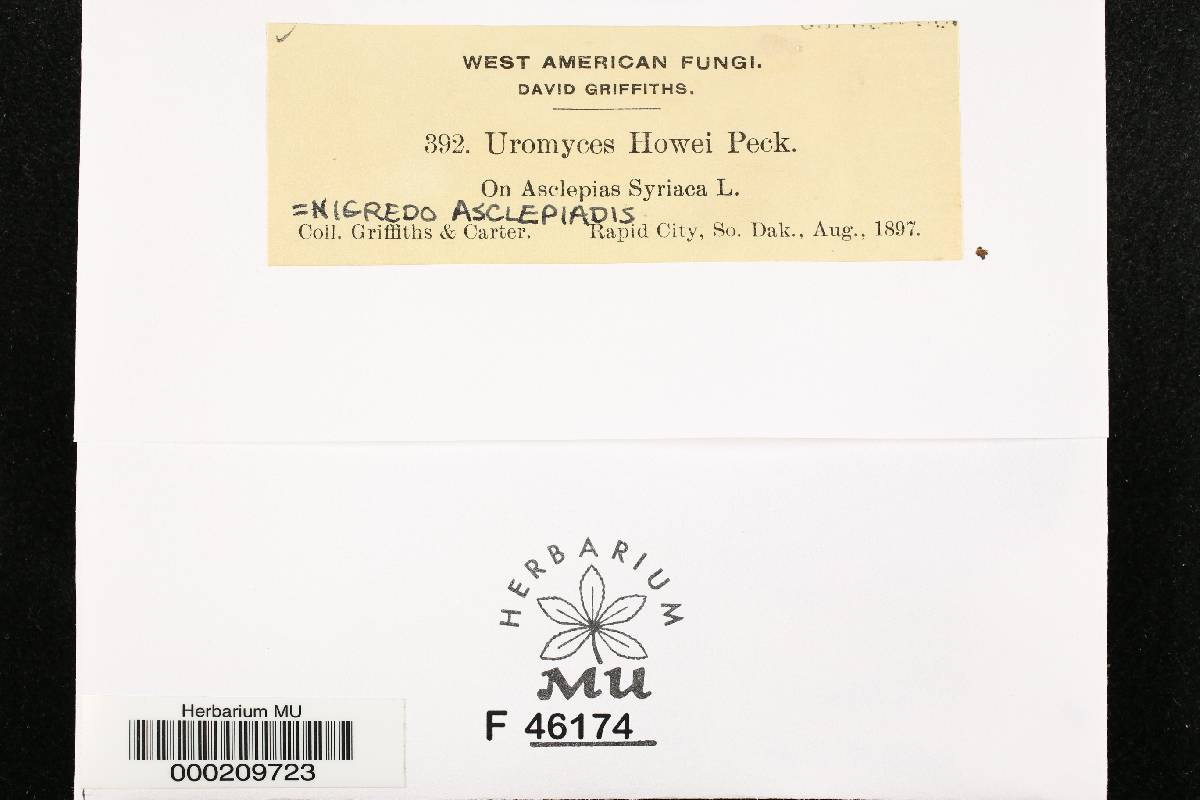 WEST AMERICAN FUNGI.
DAVID GRIFFITHS.
392. Uromyces Howei Peck.
On Asclepias Syriaca L.
=NIGREDO ASCLEPIADIS
Coll. Griffiths & Carter. Rapid City, So. Dak., Aug., 1897.
HERBARIUM
MU
F 46174
Herbarium MU
000209723